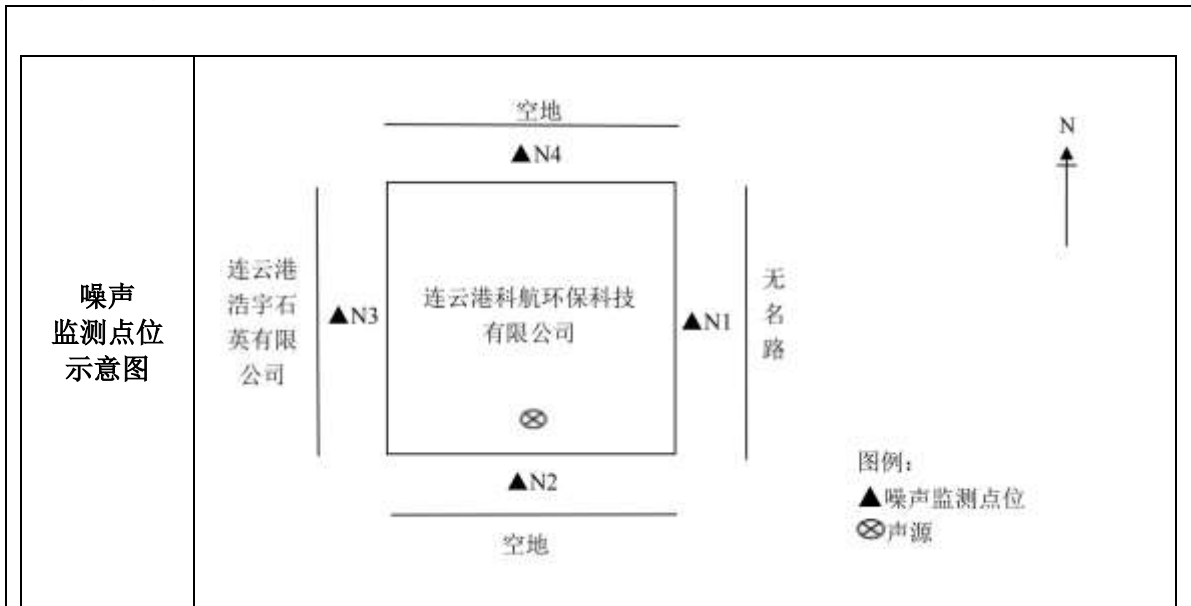 噪声
监测点位
示意图
空地
▲N4
N
连云港
浩宇石
英有限
公司
▲N3
连云港科航环保科技
有限公司
▲N1
无
名
路
▲N2
空地
图例：
▲噪声监测点位
⊗声源